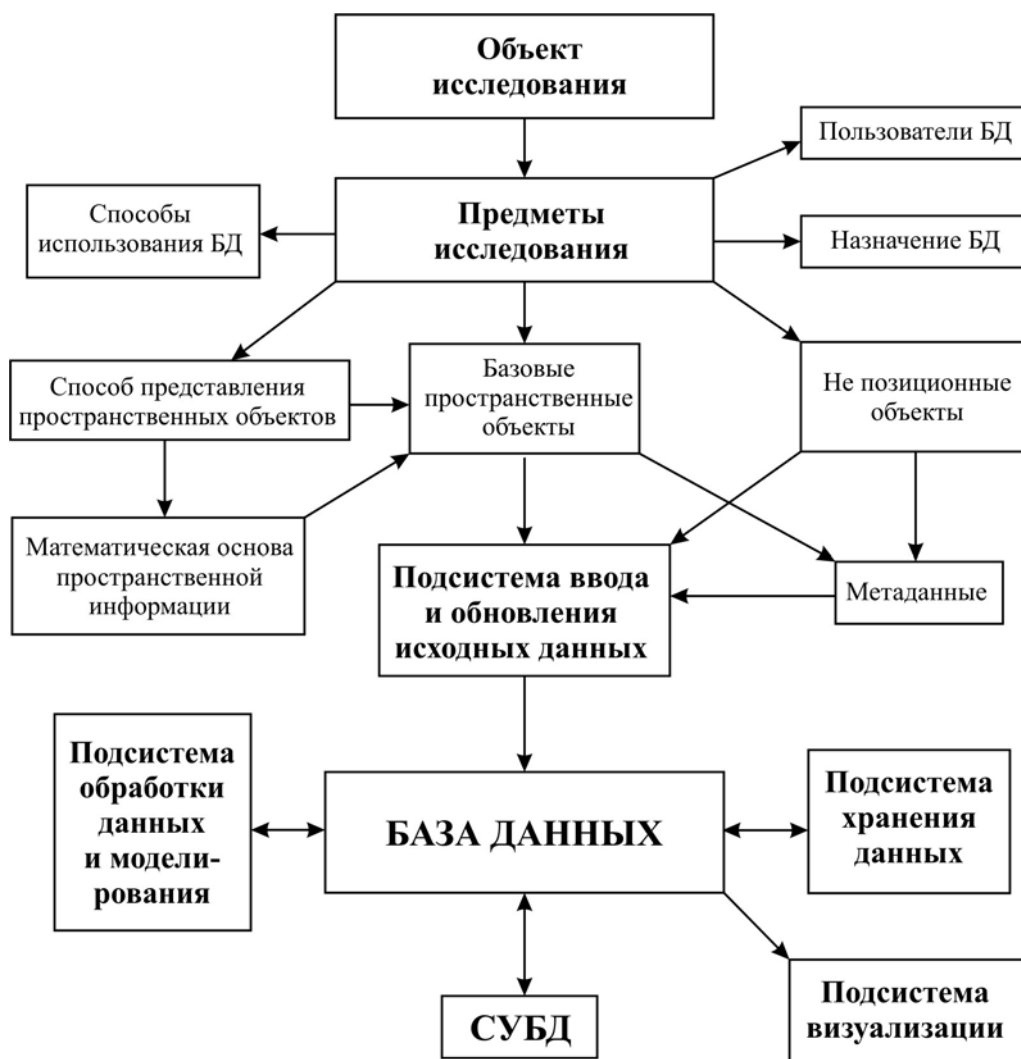 Объект
исследования
Пользователи БД
Способы
использования БД
Предметы
исследования
Назначение БД
Способ представления
пространственных объектов
Базовые
пространственные
объекты
Не позиционные
объекты
Математическая основа
пространственной
информации
Подсистема ввода
и обновления
исходных данных
Метаданные
Подсистема
обработки
данных
и модели-
рования
БАЗА ДАННЫХ
Подсистема
хранения
данных
СУБД
Подсистема
визуализации